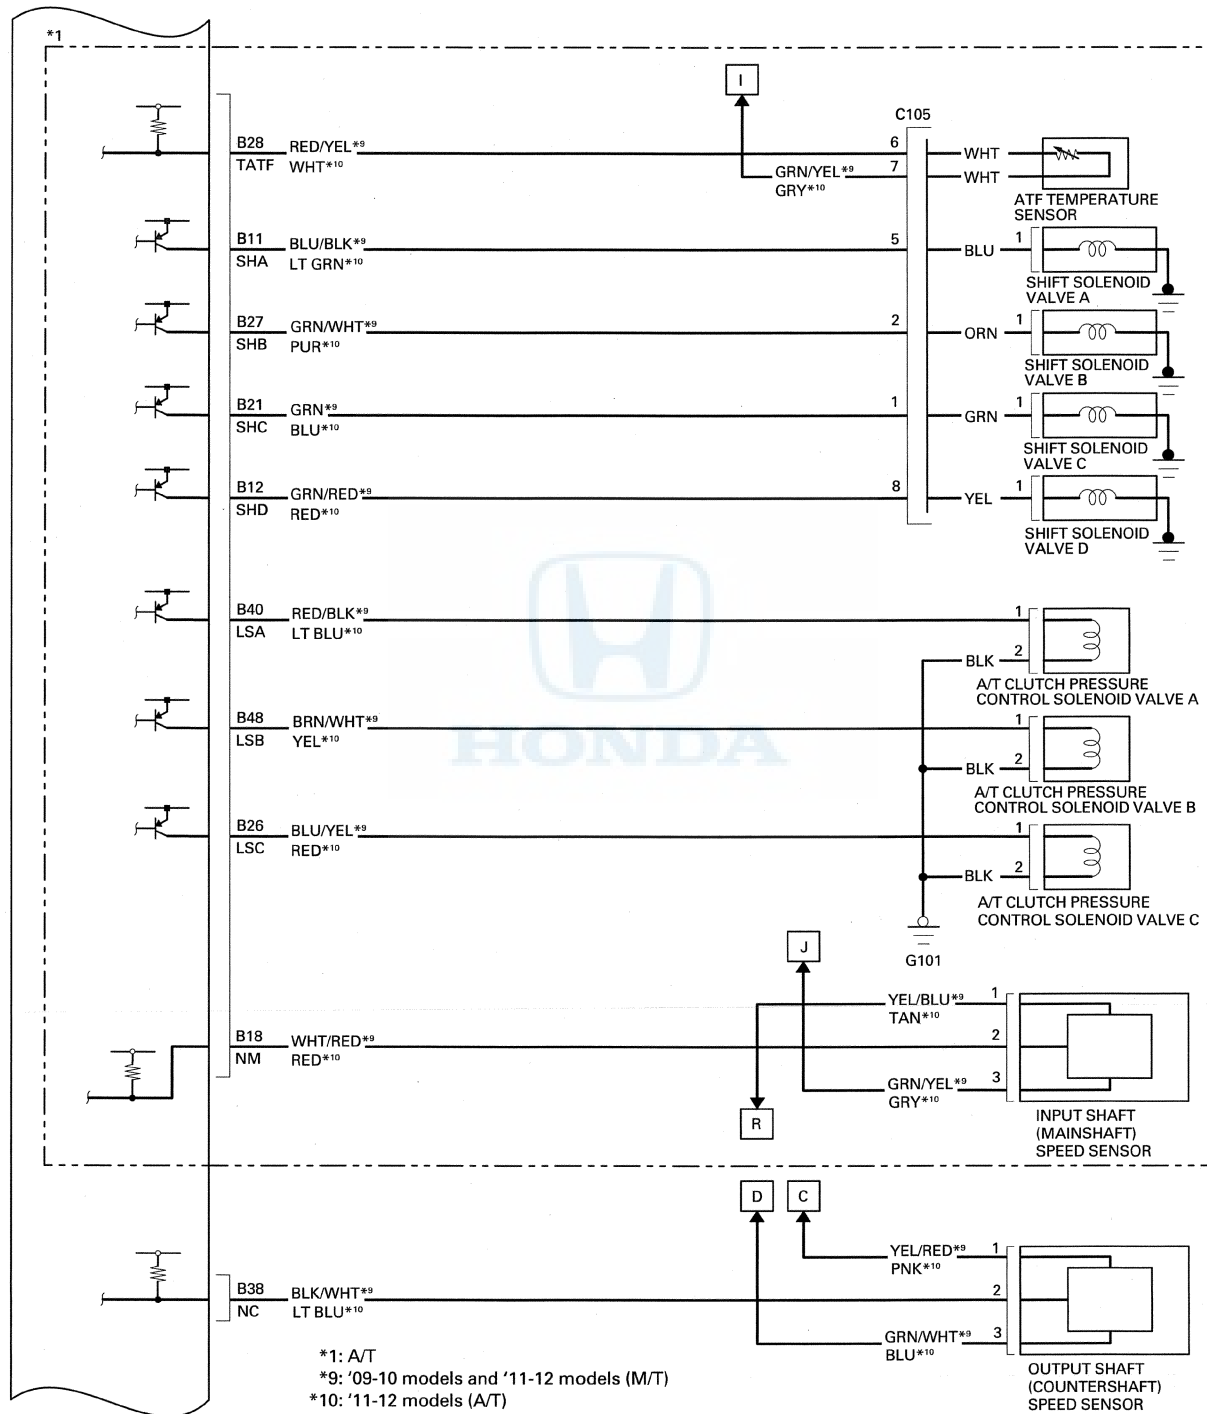 *1
I
C105
B28 RED/YEL*9 6 WHT
TATF WHT*10 GRN/YEL*9 7 WHT
GRY*10
ATF TEMPERATURE
SENSOR
B11 BLU/BLK*9 5 BLU 1
SHA LT GRN*10
SHIFT SOLENOID
VALVE A
B27 GRN/WHT*9 2 ORN 1
SHB PUR*10
SHIFT SOLENOID
VALVE B
B21 GRN*9 1 GRN 1
SHC BLU*10
SHIFT SOLENOID
VALVE C
B12 GRN/RED*9 8 YEL 1
SHD RED*10
SHIFT SOLENOID
VALVE D
B40 RED/BLK*9 1
LSA LT BLU*10
BLK 2
A/T CLUTCH PRESSURE
CONTROL SOLENOID VALVE A
B48 BRN/WHT*9 1
LSB YEL*10
HONDA
BLK 2
A/T CLUTCH PRESSURE
CONTROL SOLENOID VALVE B
B26 BLU/YEL*9 1
LSC RED*10
BLK 2
A/T CLUTCH PRESSURE
CONTROL SOLENOID VALVE C
J
G101
YEL/BLU*9 1
TAN*10
B18 WHT/RED*9 2
NM RED*10
GRN/YEL*9 3
GRY*10
R
INPUT SHAFT
(MAINSHAFT)
SPEED SENSOR
D C
YEL/RED*9 1
PNK*10
B38 BLK/WHT*9 2
NC LT BLU*10
GRN/WHT*9 3
BLU*10
OUTPUT SHAFT
(COUNTERSHAFT)
SPEED SENSOR
*1: A/T
*9: '09-10 models and '11-12 models (M/T)
*10: '11-12 models (A/T)